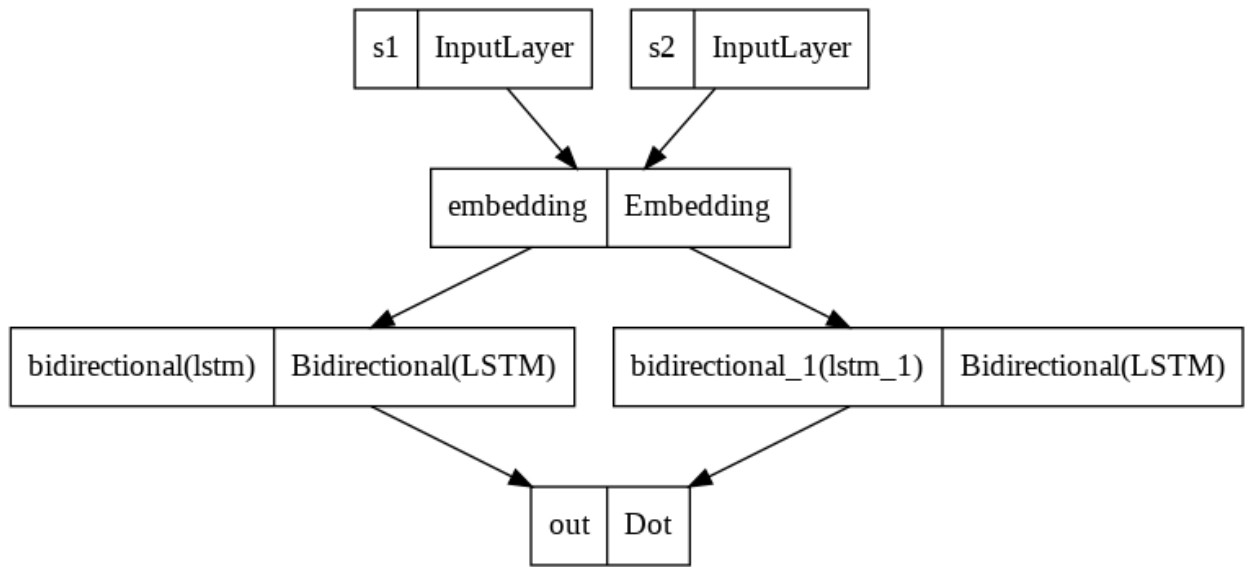 s1 InputLayer s2 InputLayer
embedding Embedding
bidirectional(lstm) Bidirectional(LSTM) bidirectional_1(lstm_1) Bidirectional(LSTM)
out Dot